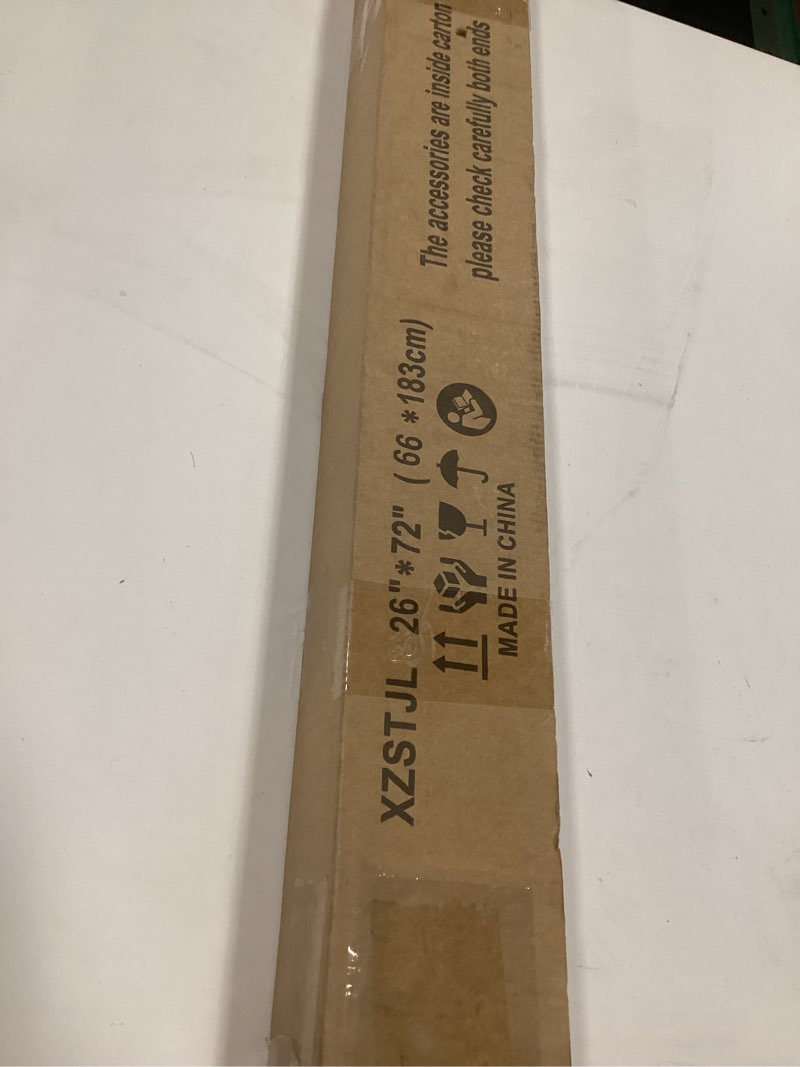 The accessories are inside carton
please check carefully both ends
XZSTJL 26"*72" ( 66 *183cm)
MADE IN CHINA